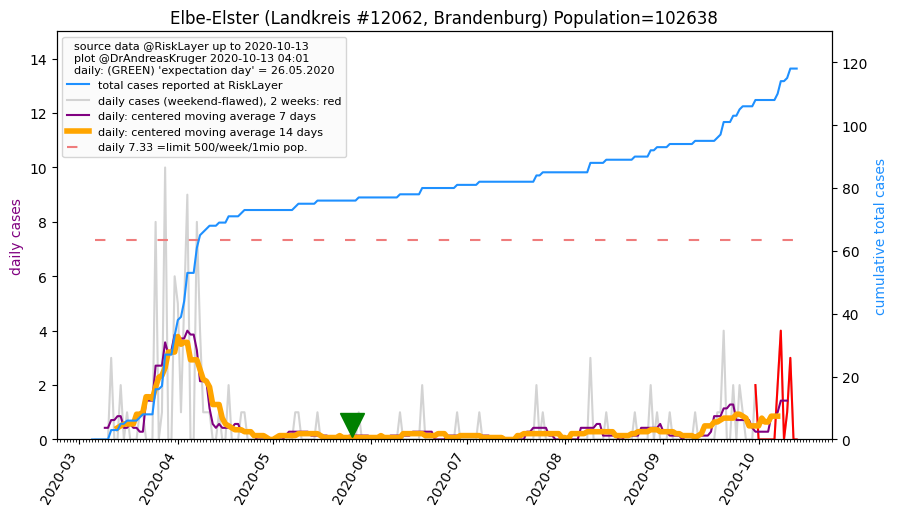 Elbe-Elster (Landkreis #12062, Brandenburg) Population=102638
source data @RiskLayer up to 2020-10-13
plot @DrAndreasKruger 2020-10-13 04:01
daily: (GREEN) 'expectation day' = 26.05.2020
total cases reported at RiskLayer
daily cases (weekend-flawed), 2 weeks: red
daily: centered moving average 7 days
daily: centered moving average 14 days
daily 7.33 =limit 500/week/1mio pop.
daily cases
14
12
10
8
6
4
2
0
120
100
80
60
40
20
0
cumulative total cases
2020-03
2020-04
2020-05
2020-06
2020-07
2020-08
2020-09
2020-10